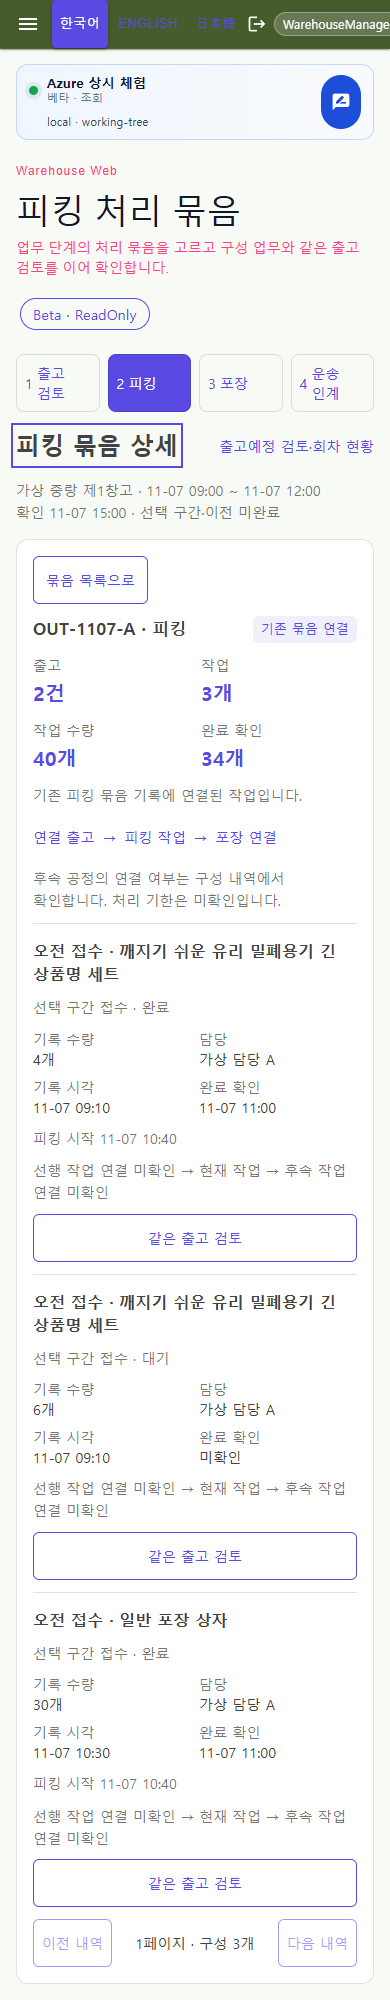 한국어 ENGLISH 日本語 WarehouseManage
Azure 상시 체험
베타 · 조회
local · working-tree
Warehouse Web
피킹 처리 묶음
업무 단계의 처리 묶음을 고르고 구성 업무와 같은 출고
검토를 이어 확인합니다.
Beta · ReadOnly
1 출고 검토 2 피킹 3 포장 4 운송 인계
피킹 묶음 상세 출고예정 검토·회차 현황
가상 중랑 제1창고 · 11-07 09:00 ~ 11-07 12:00
확인 11-07 15:00 · 선택 구간·이전 미완료
묶음 목록으로
OUT-1107-A · 피킹 기존 묶음 연결
출고 작업
2건 3개
작업 수량 완료 확인
40개 34개
기존 피킹 묶음 기록에 연결된 작업입니다.
연결 출고 → 피킹 작업 → 포장 연결
후속 공정의 연결 여부는 구성 내역에서
확인합니다. 처리 기한은 미확인입니다.
오전 접수 · 깨지기 쉬운 유리 밀폐용기 긴
상품명 세트
선택 구간 접수 · 완료
기록 수량 담당
4개 가상 담당 A
기록 시각 완료 확인
11-07 09:10 11-07 11:00
피킹 시작 11-07 10:40
선행 작업 연결 미확인 → 현재 작업 → 후속 작업
연결 미확인
같은 출고 검토
오전 접수 · 깨지기 쉬운 유리 밀폐용기 긴
상품명 세트
선택 구간 접수 · 대기
기록 수량 담당
6개 가상 담당 A
기록 시각 완료 확인
11-07 09:10 미확인
선행 작업 연결 미확인 → 현재 작업 → 후속 작업
연결 미확인
같은 출고 검토
오전 접수 · 일반 포장 상자
선택 구간 접수 · 완료
기록 수량 담당
30개 가상 담당 A
기록 시각 완료 확인
11-07 10:30 11-07 11:00
피킹 시작 11-07 10:40
선행 작업 연결 미확인 → 현재 작업 → 후속 작업
연결 미확인
같은 출고 검토
이전 내역 1페이지 · 구성 3개 다음 내역